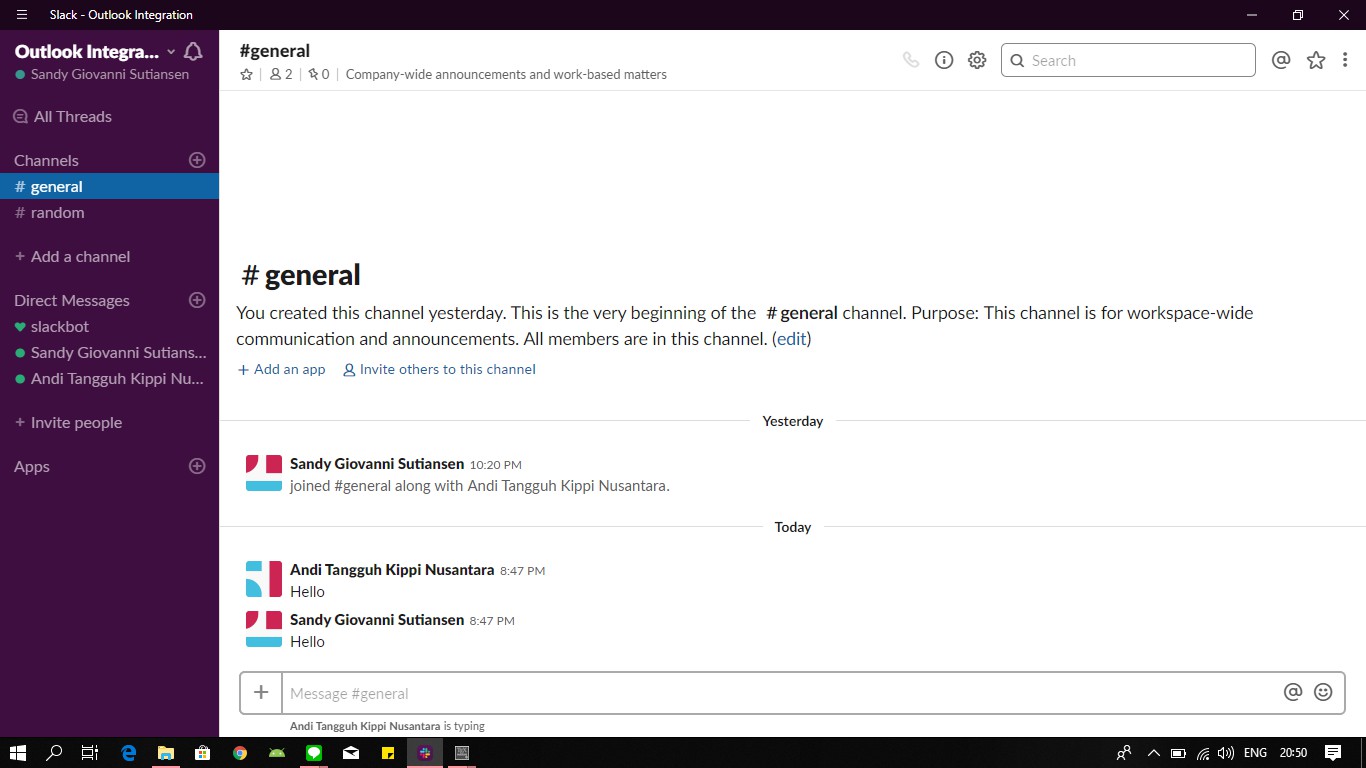 Slack - Outlook Integration
Outlook Integra...
Sandy Giovanni Sutiansen
All Threads
Channels
# general
# random
+ Add a channel
Direct Messages
slackbot
Sandy Giovanni Sutians...
Andi Tangguh Kippi Nu...
+ Invite people
Apps
#general
2 | 0 | Company-wide announcements and work-based matters
Search
# general
You created this channel yesterday. This is the very beginning of the # general channel. Purpose: This channel is for workspace-wide
communication and announcements. All members are in this channel. (edit)
+ Add an app Invite others to this channel
Yesterday
Sandy Giovanni Sutiansen 10:20 PM
joined #general along with Andi Tangguh Kippi Nusantara.
Today
Andi Tangguh Kippi Nusantara 8:47 PM
Hello
Sandy Giovanni Sutiansen 8:47 PM
Hello
Message #general
Andi Tangguh Kippi Nusantara is typing
ENG 20:50